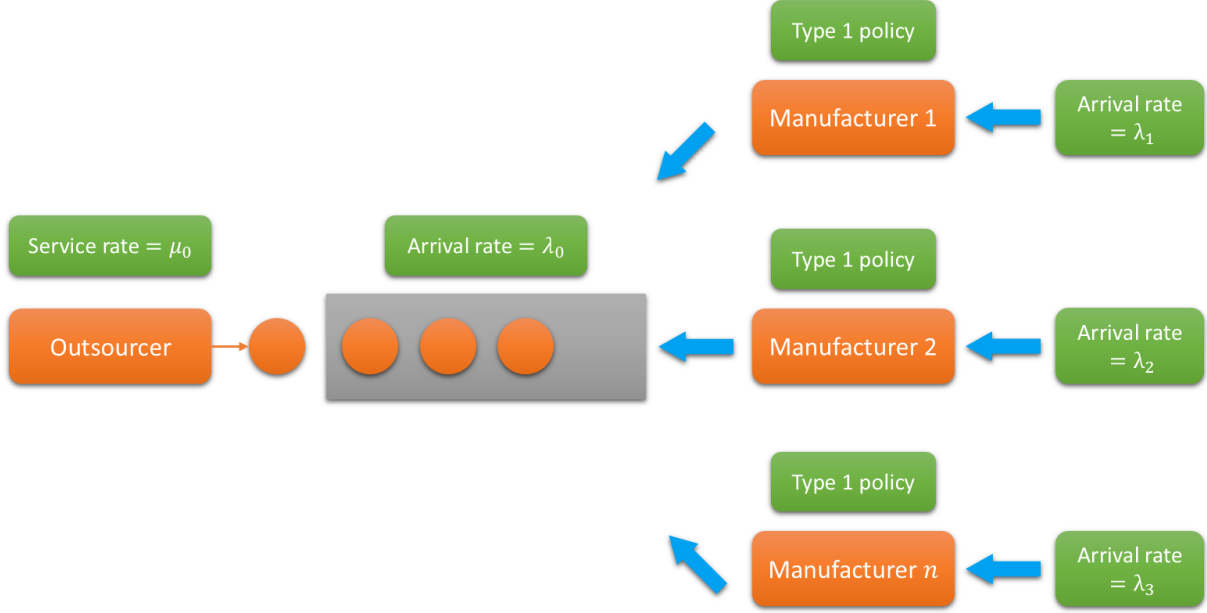 Type 1 policy
Manufacturer 1
Arrival rate
= λ₁
Service rate = μ₀
Arrival rate = λ₀
Type 1 policy
Outsourcer
Manufacturer 2
Arrival rate
= λ₂
Type 1 policy
Manufacturer n
Arrival rate
= λ₃